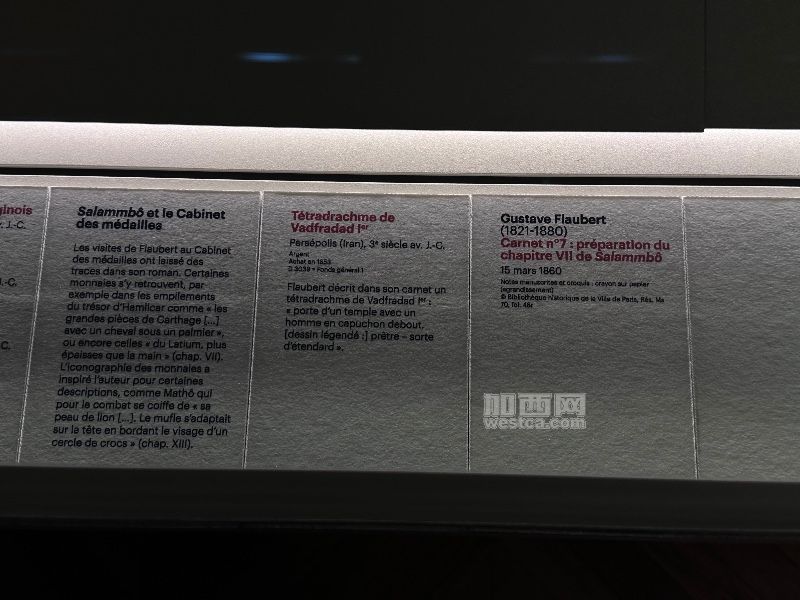 ginois
. J.-C.
J.-C.
C.
Salammbô et le Cabinet
des médailles
Les visites de Flaubert au Cabinet
des médailles ont laissé des
traces dans son roman. Certaines
monnaies s'y retrouvent, par
exemple dans les empilements
du trésor d'Hamilcar comme « les
grandes pièces de Carthage [...]
avec un cheval sous un palmier »,
ou encore celles « du Latium, plus
épaisses que la main » (chap. VII).
L'iconographie des monnaies a
inspiré l'auteur pour certaines
descriptions, comme Mathô qui
pour le combat se coiffe de « sa
peau de lion [...]. Le mufle s'adaptait
sur la tête en bordant le visage d'un
cercle de crocs » (chap. XIII).
Tétradrachme de
Vadfradad Ier
Persépolis (Iran), 3e siècle av. J.-C.
Argent
Achat en 1853
D 3039 • Fonds général 1
Flaubert décrit dans son carnet un
tétradrachme de Vadfradad Ier :
« porte d'un temple avec un
homme en capuchon debout,
[dessin légendé :] prêtre – sorte
d'étendard ».
Gustave Flaubert
(1821-1880)
Carnet n°7 : préparation du
chapitre VII de Salammbô
15 mars 1860
Notes manuscrites et croquis : crayon sur papier
(agrandissement)
© Bibliothèque historique de la Ville de Paris, Rés. Ms
70, fol. 48r
加西网
westca.com